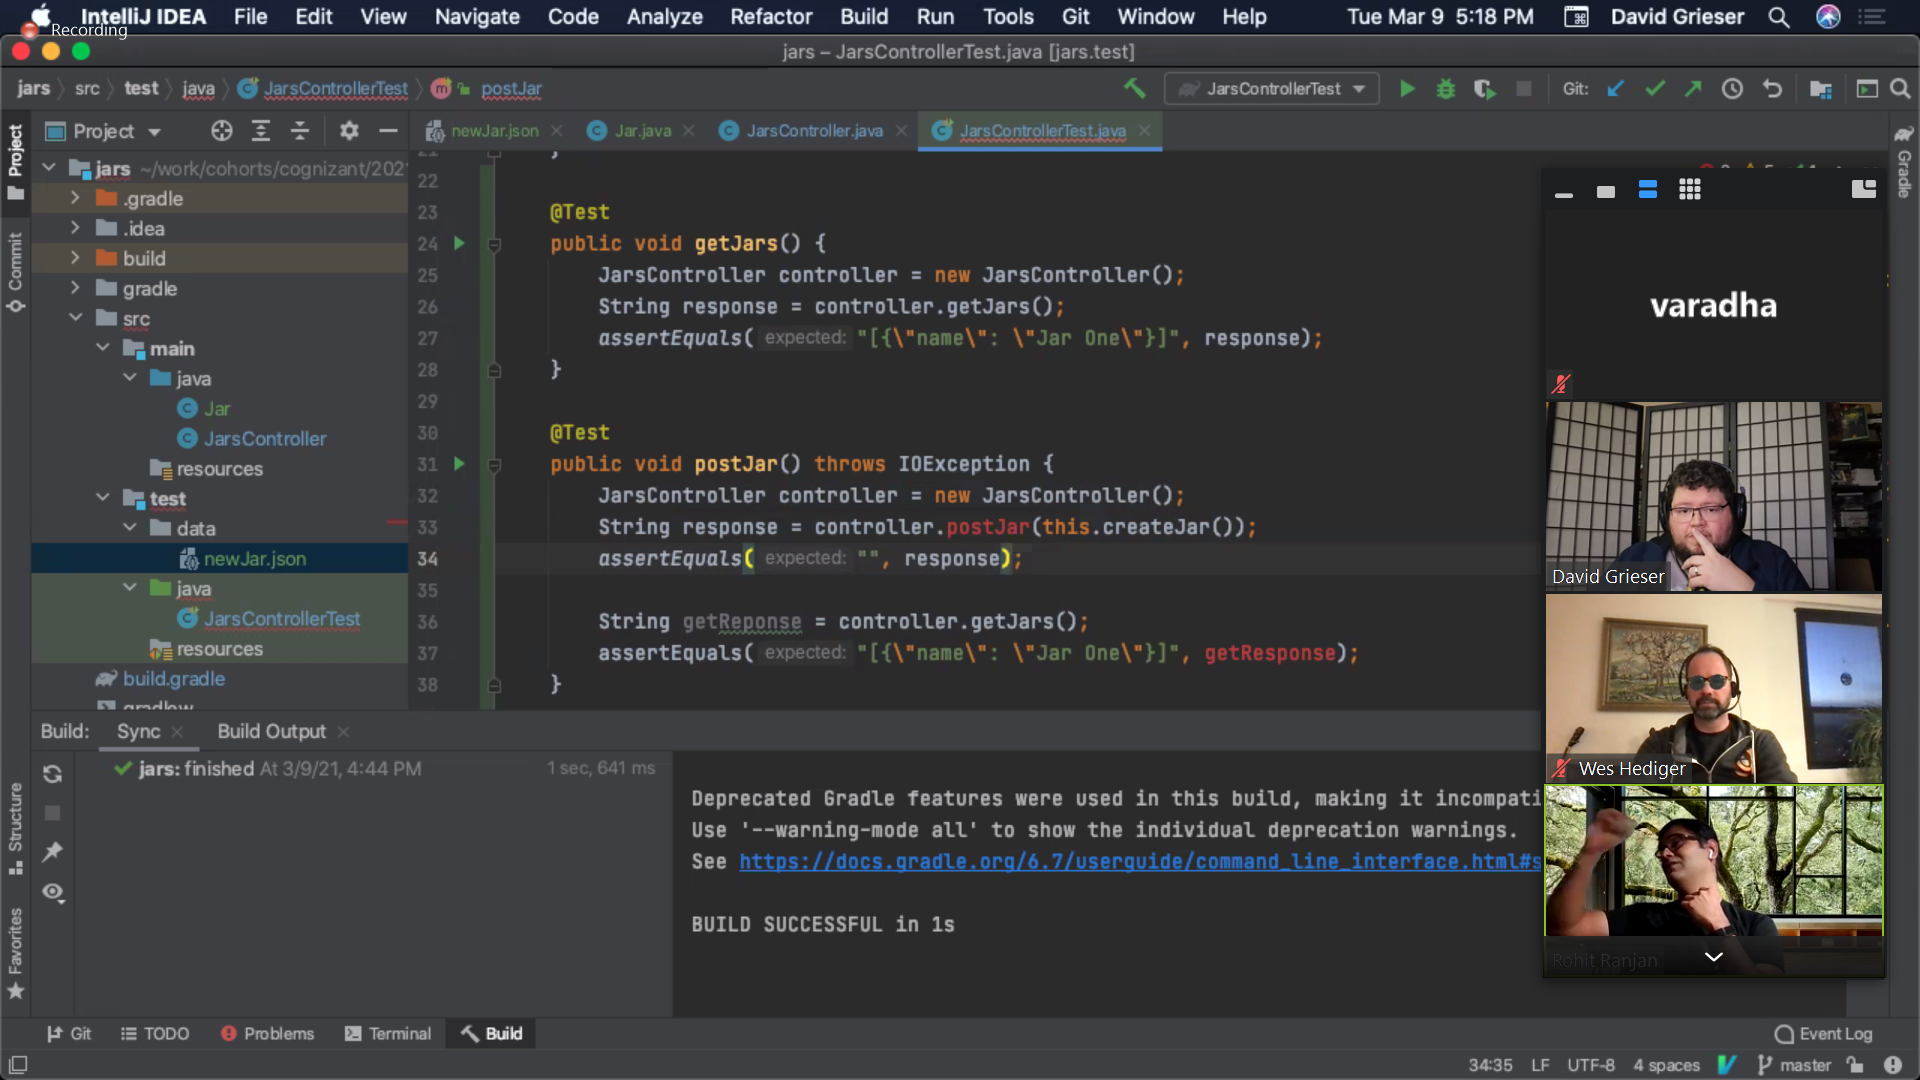 IntelliJ IDEA File Edit View Navigate Code Analyze Refactor Build Run Tools Git Window Help Tue Mar 9 5:18 PM David Grieser
Recording
jars – JarsControllerTest.java [jars.test]
jars src test java JarsControllerTest m postJar JarsControllerTest Git:
Project newJar.json Jar.java JarsController.java JarsControllerTest.java
Project
Commit
Structure
Favorites
Gradle
jars ~/work/cohorts/cognizant/202
.gradle
.idea
build
gradle
src
main
java
Jar
JarsController
resources
test
data
newJar.json
java
JarsControllerTest
resources
build.gradle
gradlew
22
23 @Test
24 public void getJars() {
25 JarsController controller = new JarsController();
26 String response = controller.getJars();
27 assertEquals( expected: "[{\"name\": \"Jar One\"}]", response);
28 }
29
30 @Test
31 public void postJar() throws IOException {
32 JarsController controller = new JarsController();
33 String response = controller.postJar(this.createJar());
34 assertEquals( expected: "", response);
35
36 String getReponse = controller.getJars();
37 assertEquals( expected: "[{\"name\": \"Jar One\"}]", getResponse);
38 }
varadha
David Grieser
Wes Hediger
Rohit Ranjan
Build: Sync Build Output
jars: finished At 3/9/21, 4:44 PM 1 sec, 641 ms
Deprecated Gradle features were used in this build, making it incompati
Use '--warning-mode all' to show the individual deprecation warnings.
See https://docs.gradle.org/6.7/userguide/command_line_interface.html#s
BUILD SUCCESSFUL in 1s
Git TODO Problems Terminal Build Event Log
34:35 LF UTF-8 4 spaces master